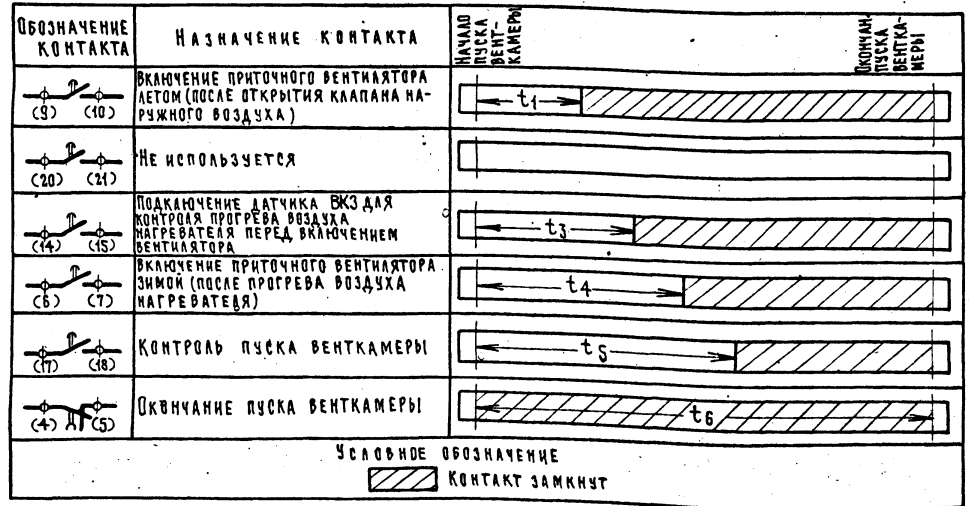 ОБОЗНАЧЕНИЕ
КОНТАКТА
НАЗНАЧЕНИЕ КОНТАКТА
НАЧАЛО
ПУСКА
ВЕНТ-
КАМЕРЫ
ОКОНЧАН.
ПУСКА
ВЕНТКА-
МЕРЫ
(9) (10)
ВКЛЮЧЕНИЕ ПРИТОЧНОГО ВЕНТИЛЯТОРА
ЛЕТОМ (ПОСЛЕ ОТКРЫТИЯ КЛАПАНА НА-
РУЖНОГО ВОЗДУХА)
t1
(20) (21)
НЕ ИСПОЛЬЗУЕТСЯ
(14) (15)
ПОДКЛЮЧЕНИЕ ДАТЧИКА ВК3 ДЛЯ
КОНТРОЛЯ ПРОГРЕВА ВОЗДУХА
НАГРЕВАТЕЛЯ ПЕРЕД ВКЛЮЧЕНИЕМ
ВЕНТИЛЯТОРА
t3
(6) (7)
ВКЛЮЧЕНИЕ ПРИТОЧНОГО ВЕНТИЛЯТОРА
ЗИМОЙ (ПОСЛЕ ПРОГРЕВА ВОЗДУХА
НАГРЕВАТЕЛЯ)
t4
(17) (18)
КОНТРОЛЬ ПУСКА ВЕНТКАМЕРЫ
t5
(4) (5)
ОКОНЧАНИЕ ПУСКА ВЕНТКАМЕРЫ
t6
УСЛОВНОЕ ОБОЗНАЧЕНИЕ
КОНТАКТ ЗАМКНУТ